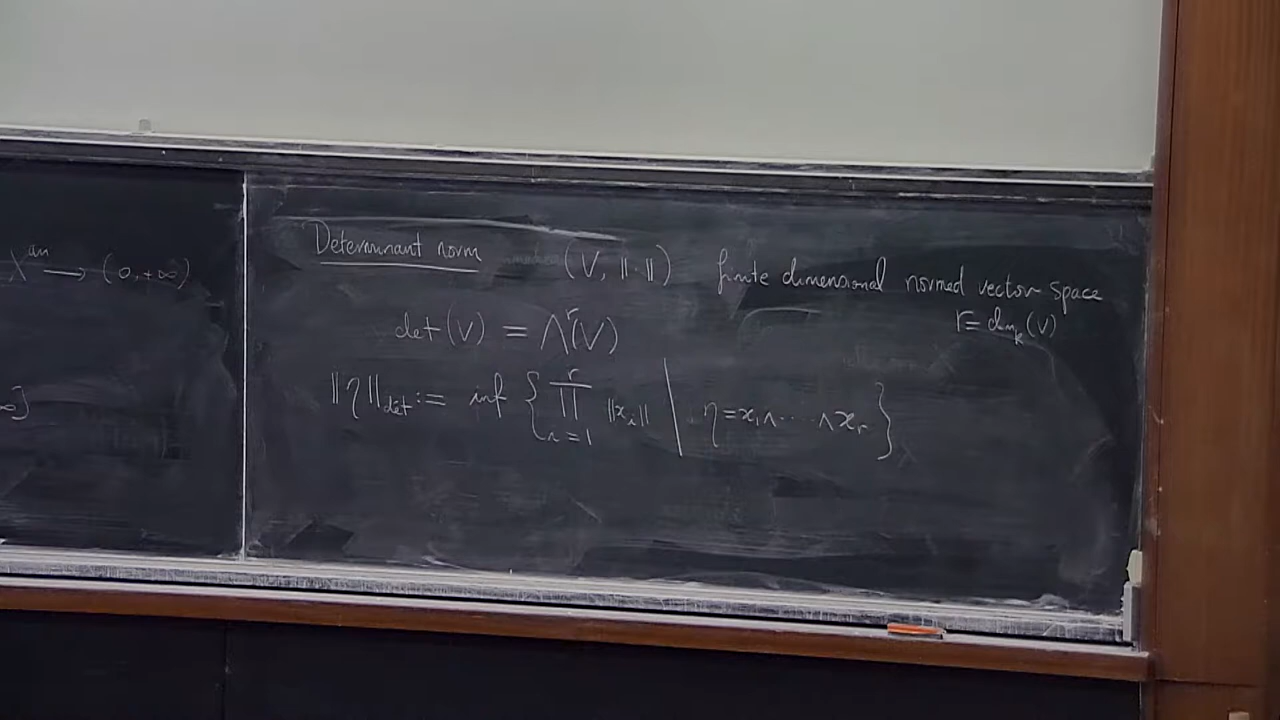 X^an → (0,+∞)
∞]
Determinant norm (V, ‖·‖) finite dimensional normed vector space
r = dim_k(V)
det(V) = Λ^r(V)
‖η‖_det := inf { ∏_{i=1}^r ‖x_i‖ | η = x_1 ∧ ⋯ ∧ x_r }